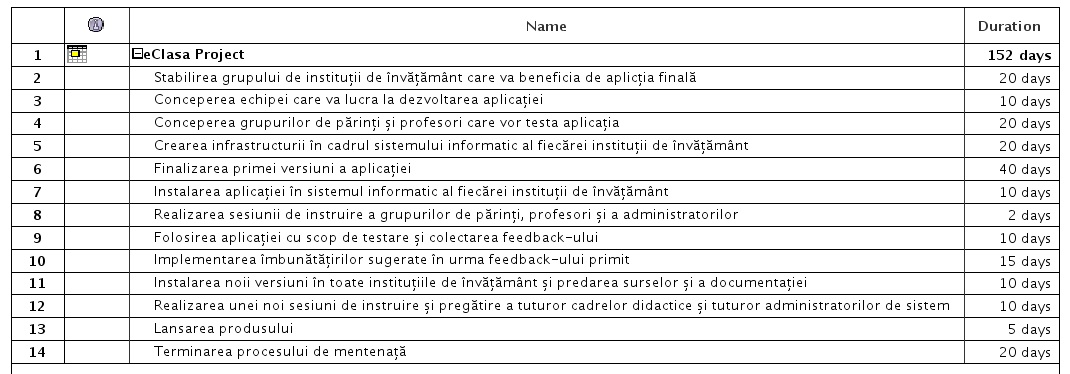 Name Duration
1 eClasa Project 152 days
2 Stabilirea grupului de instituții de învățământ care va beneficia de aplicția finală 20 days
3 Conceperea echipei care va lucra la dezvoltarea aplicației 10 days
4 Conceperea grupurilor de părinți și profesori care vor testa aplicația 20 days
5 Crearea infrastructurii în cadrul sistemului informatic al fiecărei instituții de învățământ 20 days
6 Finalizarea primei versiuni a aplicației 40 days
7 Instalarea aplicației în sistemul informatic al fiecărei instituții de învățământ 10 days
8 Realizarea sesiunii de instruire a grupurilor de părinți, profesori și a administratorilor 2 days
9 Folosirea aplicației cu scop de testare și colectarea feedback-ului 10 days
10 Implementarea îmbunătățirilor sugerate în urma feedback-ului primit 15 days
11 Instalarea noii versiuni în toate instituțiile de învățământ și predarea surselor și a documentației 10 days
12 Realizarea unei noi sesiuni de instruire și pregătire a tuturor cadrelor didactice și tuturor administratorilor de sistem 10 days
13 Lansarea produsului 5 days
14 Terminarea procesului de mentenață 20 days